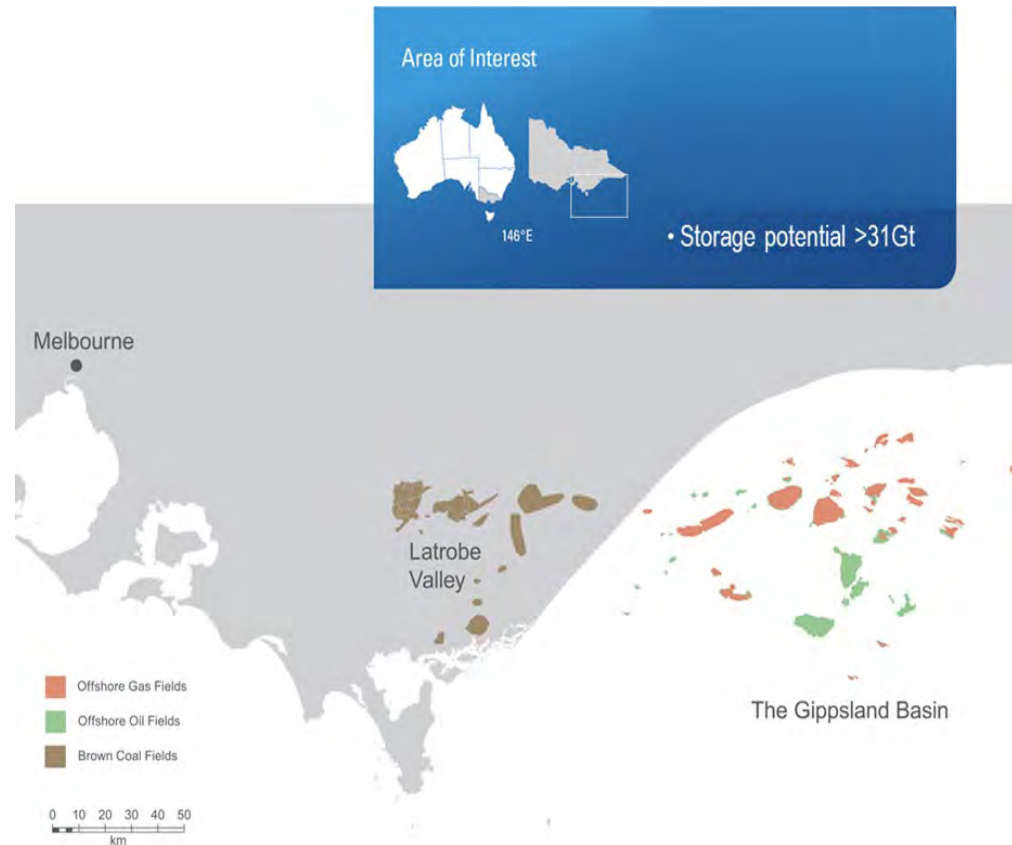 Area of Interest
146°E
• Storage potential >31Gt
Melbourne
Latrobe
Valley
Offshore Gas Fields
Offshore Oil Fields
Brown Coal Fields
The Gippsland Basin
0 10 20 30 40 50
km